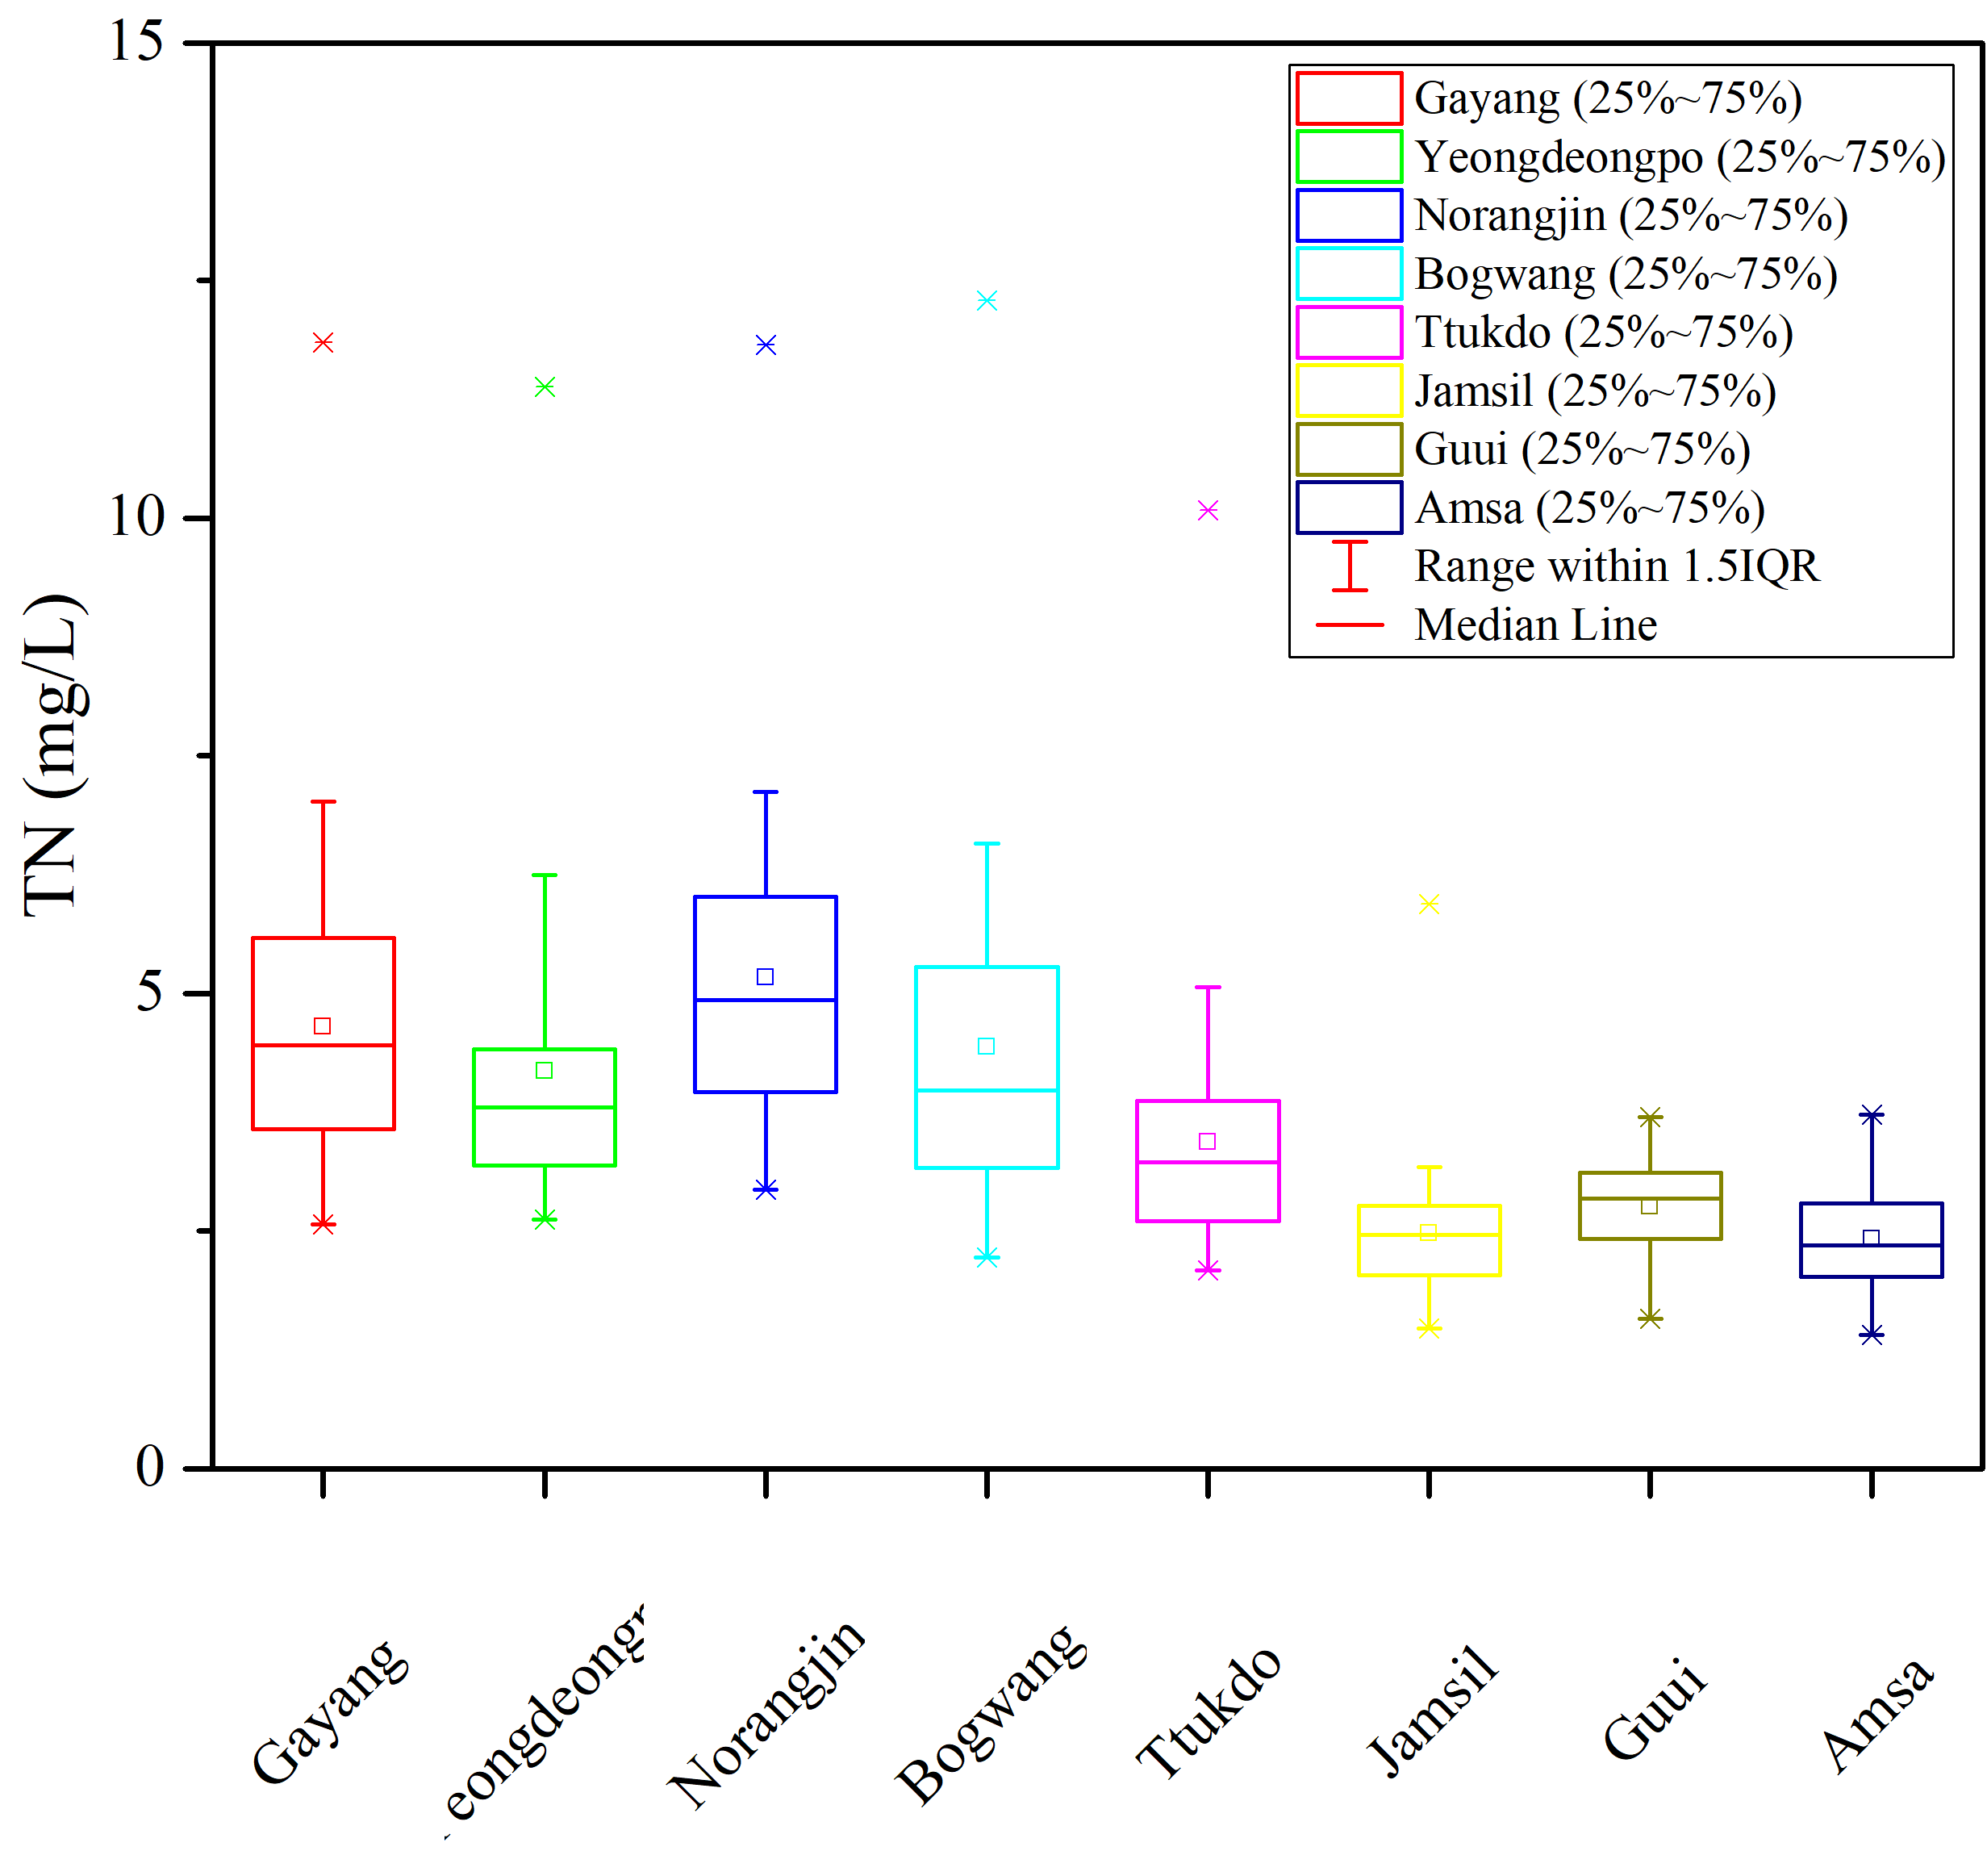 15
10
5
0
TN (mg/L)
Gayang (25%~75%)
Yeongdeongpo (25%~75%)
Norangjin (25%~75%)
Bogwang (25%~75%)
Ttukdo (25%~75%)
Jamsil (25%~75%)
Guui (25%~75%)
Amsa (25%~75%)
Range within 1.5IQR
Median Line
Gayang
Norangjin
Bogwang
Ttukdo
Jamsil
Guui
Amsa